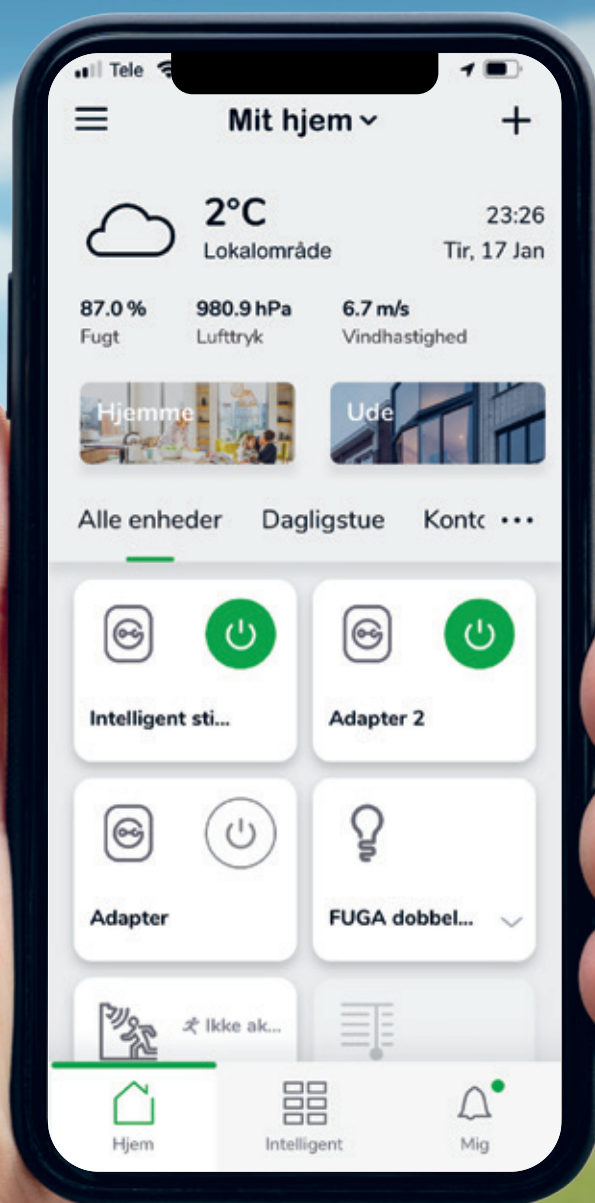 Tele
Mit hjem
2°C
Lokalområde
23:26
Tir, 17 Jan
87.0 %
Fugt
980.9 hPa
Lufttryk
6.7 m/s
Vindhastighed
Hjemme
Ude
Alle enheder Dagligstue Kontc ...
Intelligent sti...
Adapter 2
Adapter
FUGA dobbel...
Ikke ak...
Hjem
Intelligent
Mig